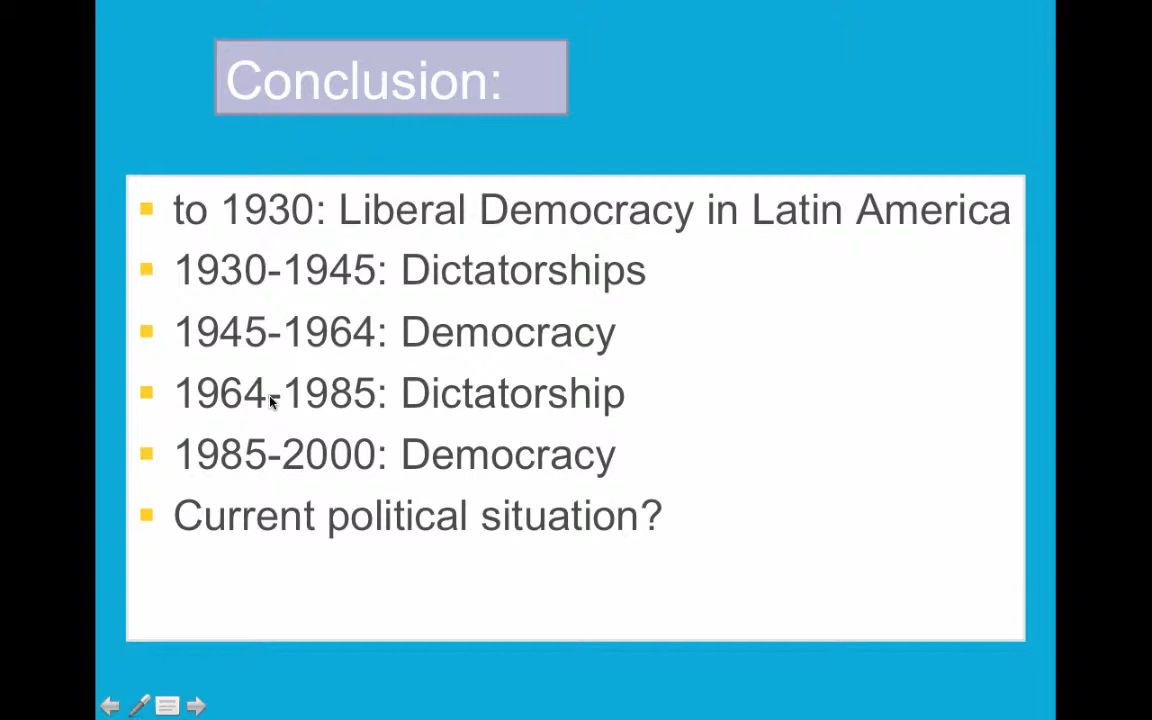 Conclusion:
to 1930: Liberal Democracy in Latin America
1930-1945: Dictatorships
1945-1964: Democracy
1964-1985: Dictatorship
1985-2000: Democracy
Current political situation?